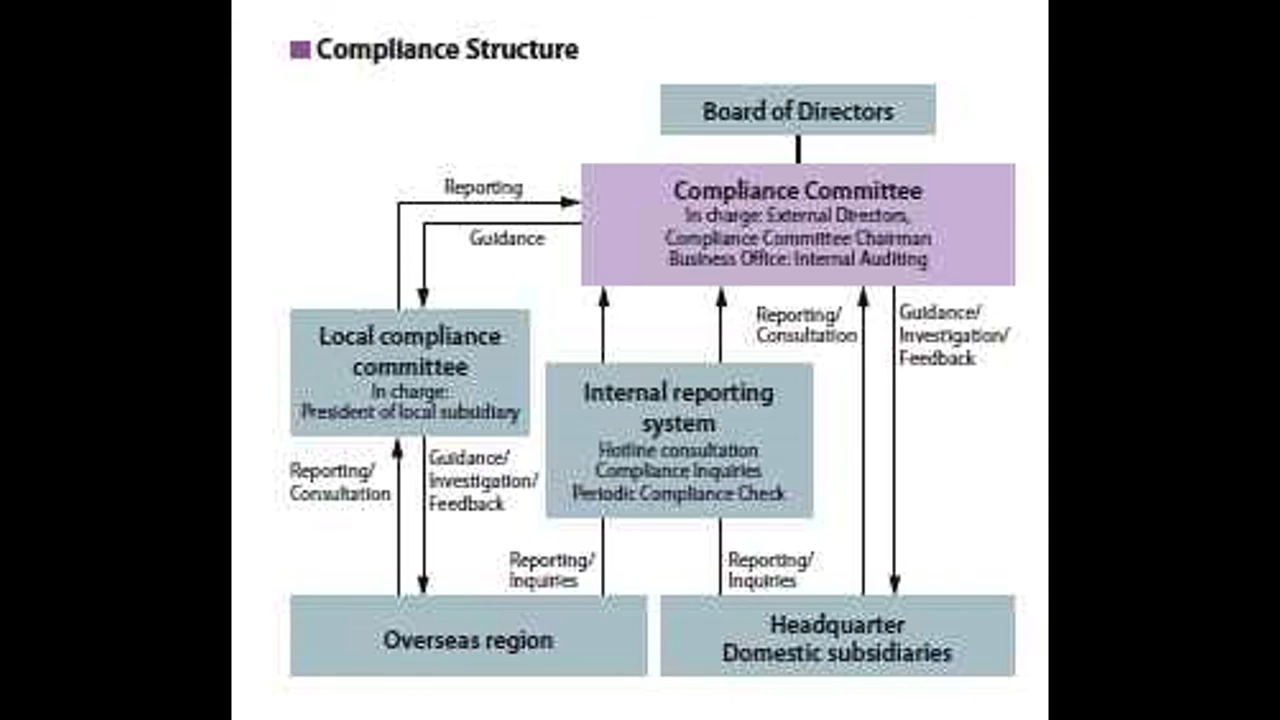 Compliance Structure
Board of Directors
Compliance Committee
In charge: External Directors,
Compliance Committee Chairman
Business Office: Internal Auditing
Reporting
Guidance
Local compliance
committee
In charge:
President of local subsidiary
Internal reporting
system
Hotline consultation
Compliance Inquiries
Periodic Compliance Check
Reporting/
Consultation
Guidance/
Investigation/
Feedback
Reporting/
Consultation
Guidance/
Investigation/
Feedback
Reporting/
Inquiries
Reporting/
Inquiries
Overseas region
Headquarter
Domestic subsidiaries